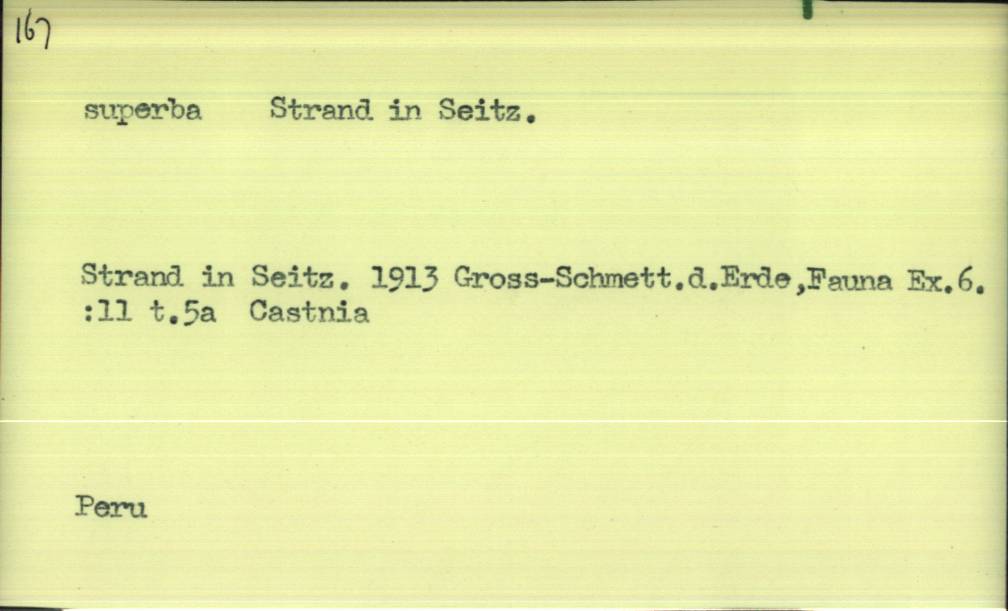 167
superba Strand in Seitz.
Strand in Seitz. 1913 Gross-Schmett.d.Erde,Fauna Ex.6.
:11 t.5a Castnia
Peru